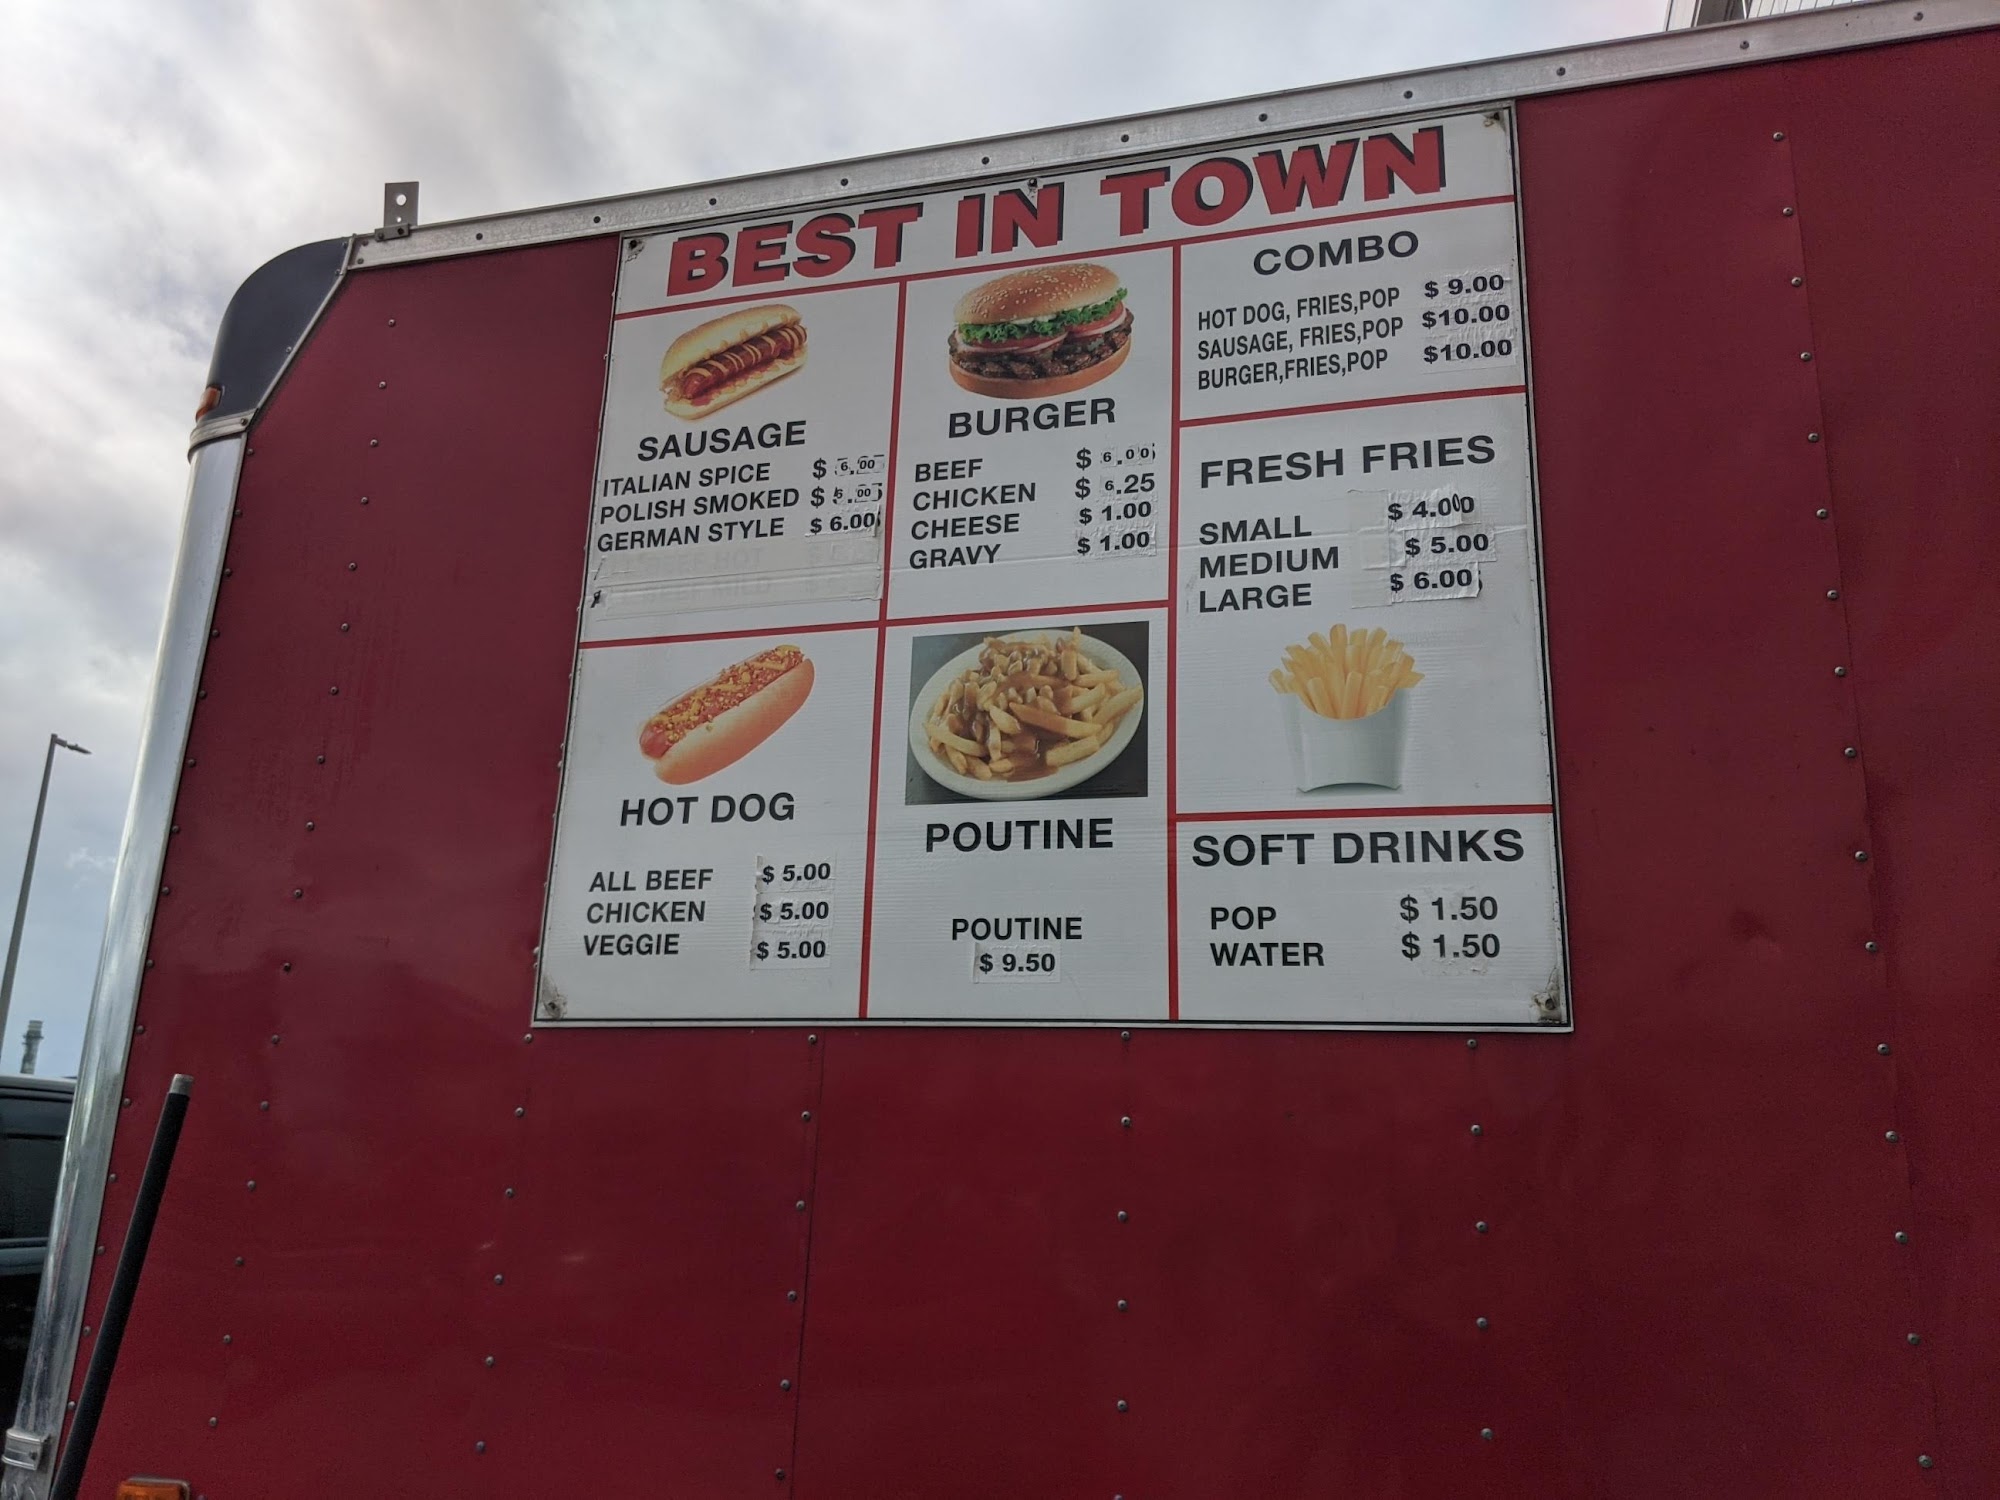 BEST IN TOWN
SAUSAGE
ITALIAN SPICE $ 6.00
POLISH SMOKED $ 6.00
GERMAN STYLE $ 6.00
BURGER
BEEF $ 6.00
CHICKEN $ 6.25
CHEESE $ 1.00
GRAVY $ 1.00
COMBO
HOT DOG, FRIES,POP $ 9.00
SAUSAGE, FRIES,POP $10.00
BURGER,FRIES,POP $10.00
FRESH FRIES
SMALL $ 4.00
MEDIUM $ 5.00
LARGE $ 6.00
HOT DOG
ALL BEEF $ 5.00
CHICKEN $ 5.00
VEGGIE $ 5.00
POUTINE
POUTINE
$ 9.50
SOFT DRINKS
POP $ 1.50
WATER $ 1.50